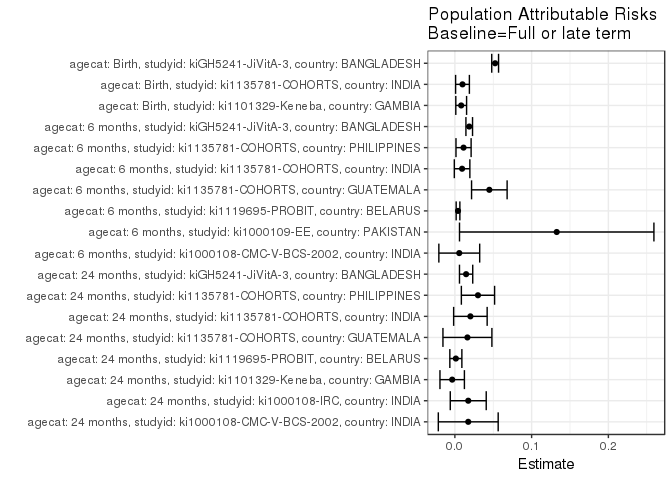 Population Attributable Risks
Baseline=Full or late term
agecat: Birth, studyid: kiGH5241-JiVitA-3, country: BANGLADESH
agecat: Birth, studyid: ki1135781-COHORTS, country: INDIA
agecat: Birth, studyid: ki1101329-Keneba, country: GAMBIA
agecat: 6 months, studyid: kiGH5241-JiVitA-3, country: BANGLADESH
agecat: 6 months, studyid: ki1135781-COHORTS, country: PHILIPPINES
agecat: 6 months, studyid: ki1135781-COHORTS, country: INDIA
agecat: 6 months, studyid: ki1135781-COHORTS, country: GUATEMALA
agecat: 6 months, studyid: ki1119695-PROBIT, country: BELARUS
agecat: 6 months, studyid: ki1000109-EE, country: PAKISTAN
agecat: 6 months, studyid: ki1000108-CMC-V-BCS-2002, country: INDIA
agecat: 24 months, studyid: kiGH5241-JiVitA-3, country: BANGLADESH
agecat: 24 months, studyid: ki1135781-COHORTS, country: PHILIPPINES
agecat: 24 months, studyid: ki1135781-COHORTS, country: INDIA
agecat: 24 months, studyid: ki1135781-COHORTS, country: GUATEMALA
agecat: 24 months, studyid: ki1119695-PROBIT, country: BELARUS
agecat: 24 months, studyid: ki1101329-Keneba, country: GAMBIA
agecat: 24 months, studyid: ki1000108-IRC, country: INDIA
agecat: 24 months, studyid: ki1000108-CMC-V-BCS-2002, country: INDIA
0.0 0.1 0.2
Estimate